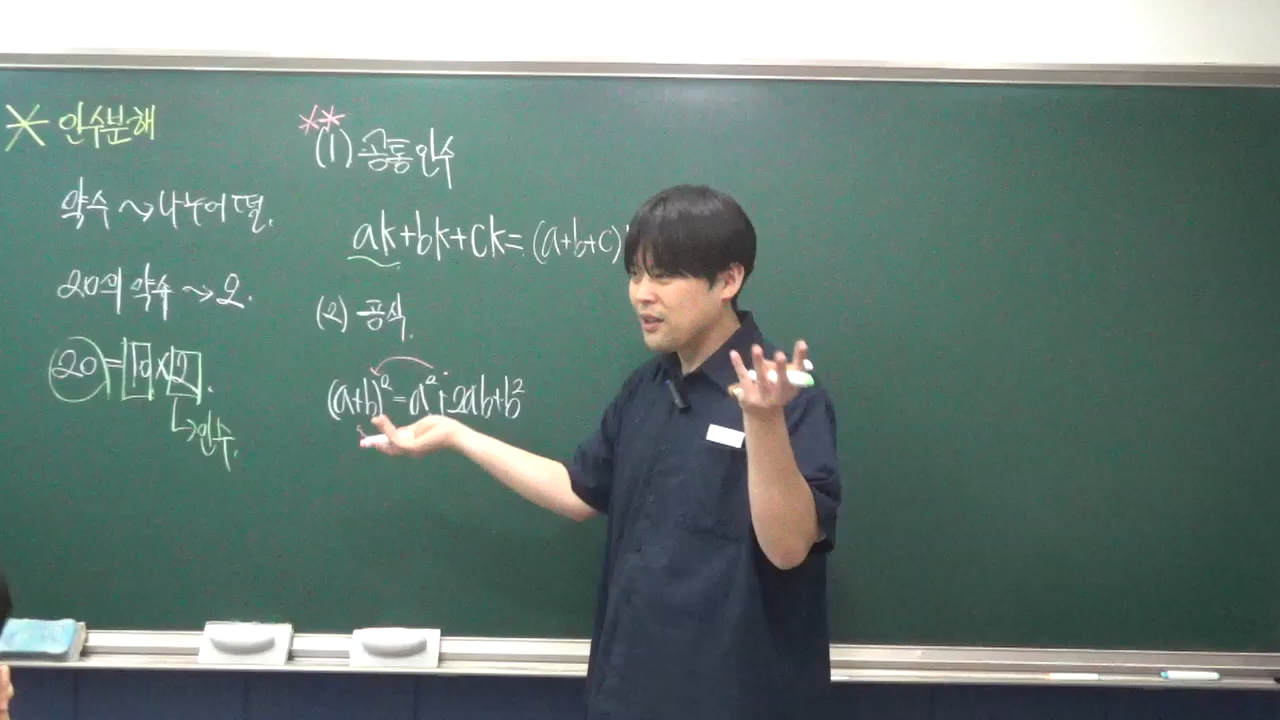 * 인수분해
약수 ~> 나누어떨.
20의 약수 ~> 2.
20=10×2.
↳인수.
**
(1) 공통인수
ak+bk+ck=(a+b+c)
(2) 공식.
(a+b)²=a²+2ab+b²